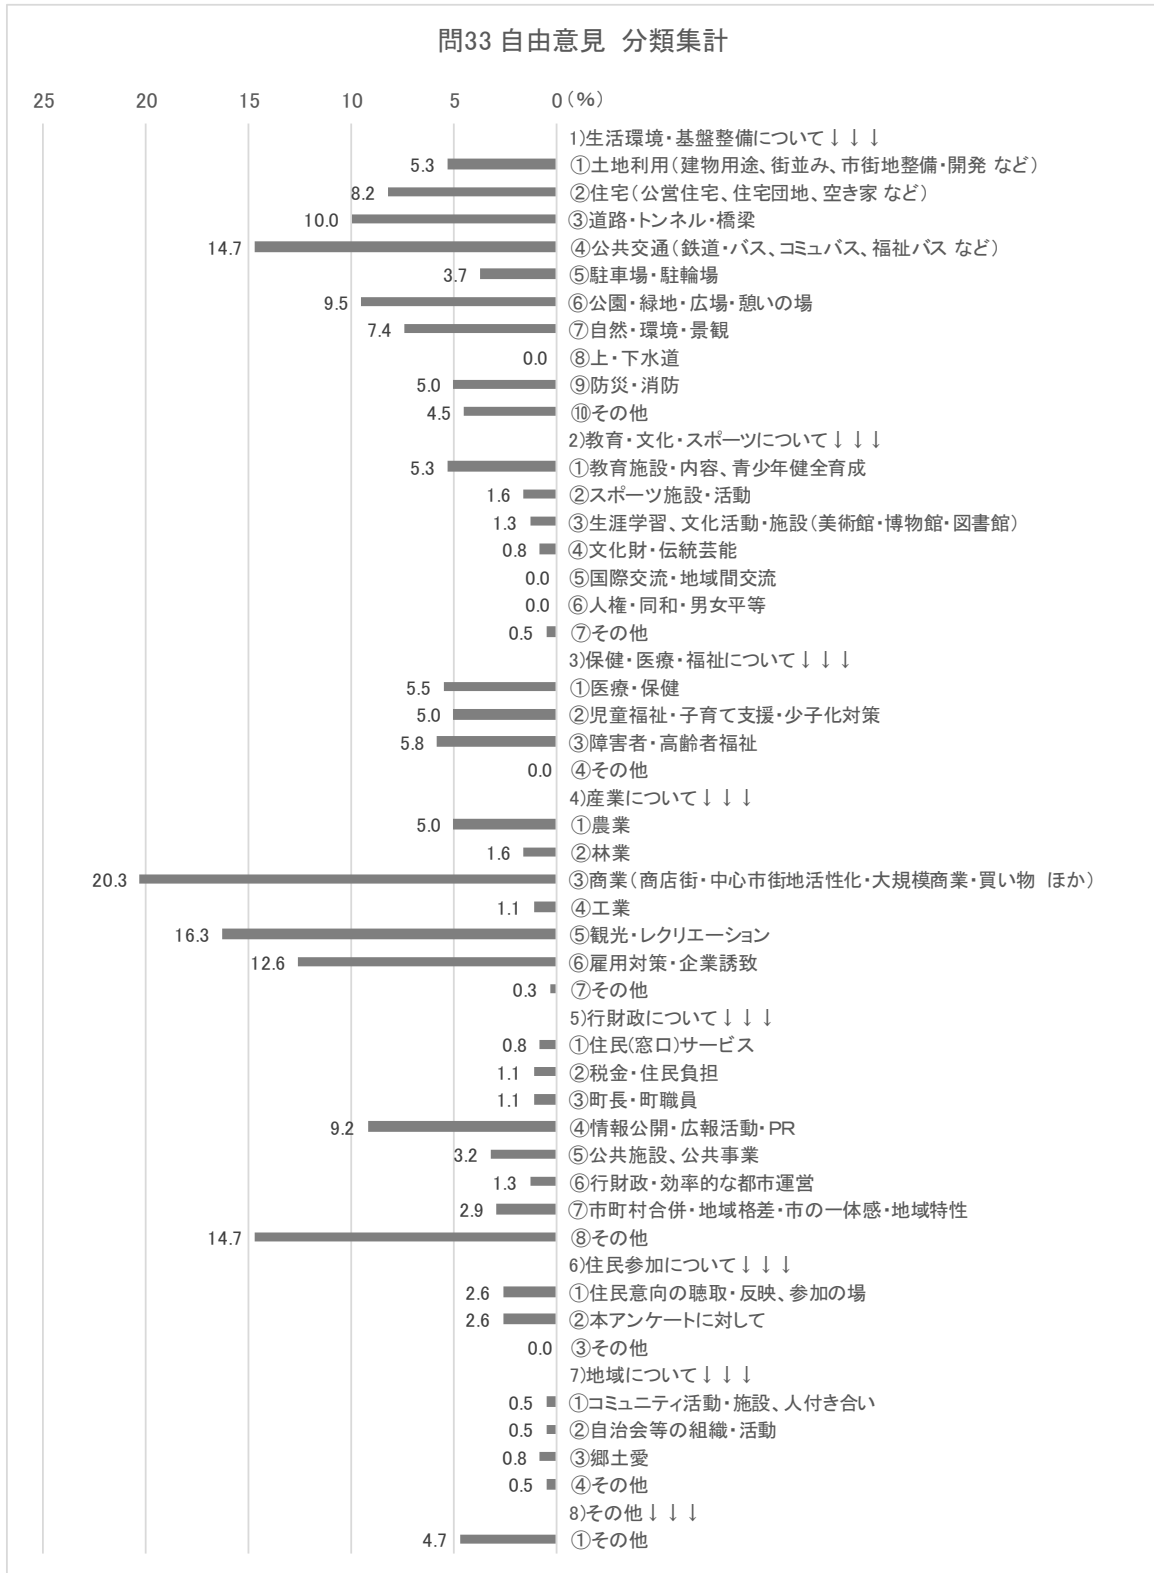 問33 自由意見 分類集計
25 20 15 10 5 0(%)
1)生活環境・基盤整備について↓↓↓
5.3 ①土地利用(建物用途、街並み、市街地整備・開発 など)
8.2 ②住宅(公営住宅、住宅団地、空き家 など)
10.0 ③道路・トンネル・橋梁
14.7 ④公共交通(鉄道・バス、コミュバス、福祉バス など)
3.7 ⑤駐車場・駐輪場
9.5 ⑥公園・緑地・広場・憩いの場
7.4 ⑦自然・環境・景観
0.0 ⑧上・下水道
5.0 ⑨防災・消防
4.5 ⑩その他
2)教育・文化・スポーツについて↓↓↓
5.3 ①教育施設・内容、青少年健全育成
1.6 ②スポーツ施設・活動
1.3 ③生涯学習、文化活動・施設(美術館・博物館・図書館)
0.8 ④文化財・伝統芸能
0.0 ⑤国際交流・地域間交流
0.0 ⑥人権・同和・男女平等
0.5 ⑦その他
3)保健・医療・福祉について↓↓↓
5.5 ①医療・保健
5.0 ②児童福祉・子育て支援・少子化対策
5.8 ③障害者・高齢者福祉
0.0 ④その他
4)産業について↓↓↓
5.0 ①農業
1.6 ②林業
20.3 ③商業(商店街・中心市街地活性化・大規模商業・買い物 ほか)
1.1 ④工業
16.3 ⑤観光・レクリエーション
12.6 ⑥雇用対策・企業誘致
0.3 ⑦その他
5)行財政について↓↓↓
0.8 ①住民(窓口)サービス
1.1 ②税金・住民負担
1.1 ③町長・町職員
9.2 ④情報公開・広報活動・PR
3.2 ⑤公共施設、公共事業
1.3 ⑥行財政・効率的な都市運営
2.9 ⑦市町村合併・地域格差・市の一体感・地域特性
14.7 ⑧その他
6)住民参加について↓↓↓
2.6 ①住民意向の聴取・反映、参加の場
2.6 ②本アンケートに対して
0.0 ③その他
7)地域について↓↓↓
0.5 ①コミュニティ活動・施設、人付き合い
0.5 ②自治会等の組織・活動
0.8 ③郷土愛
0.5 ④その他
8)その他↓↓↓
4.7 ①その他